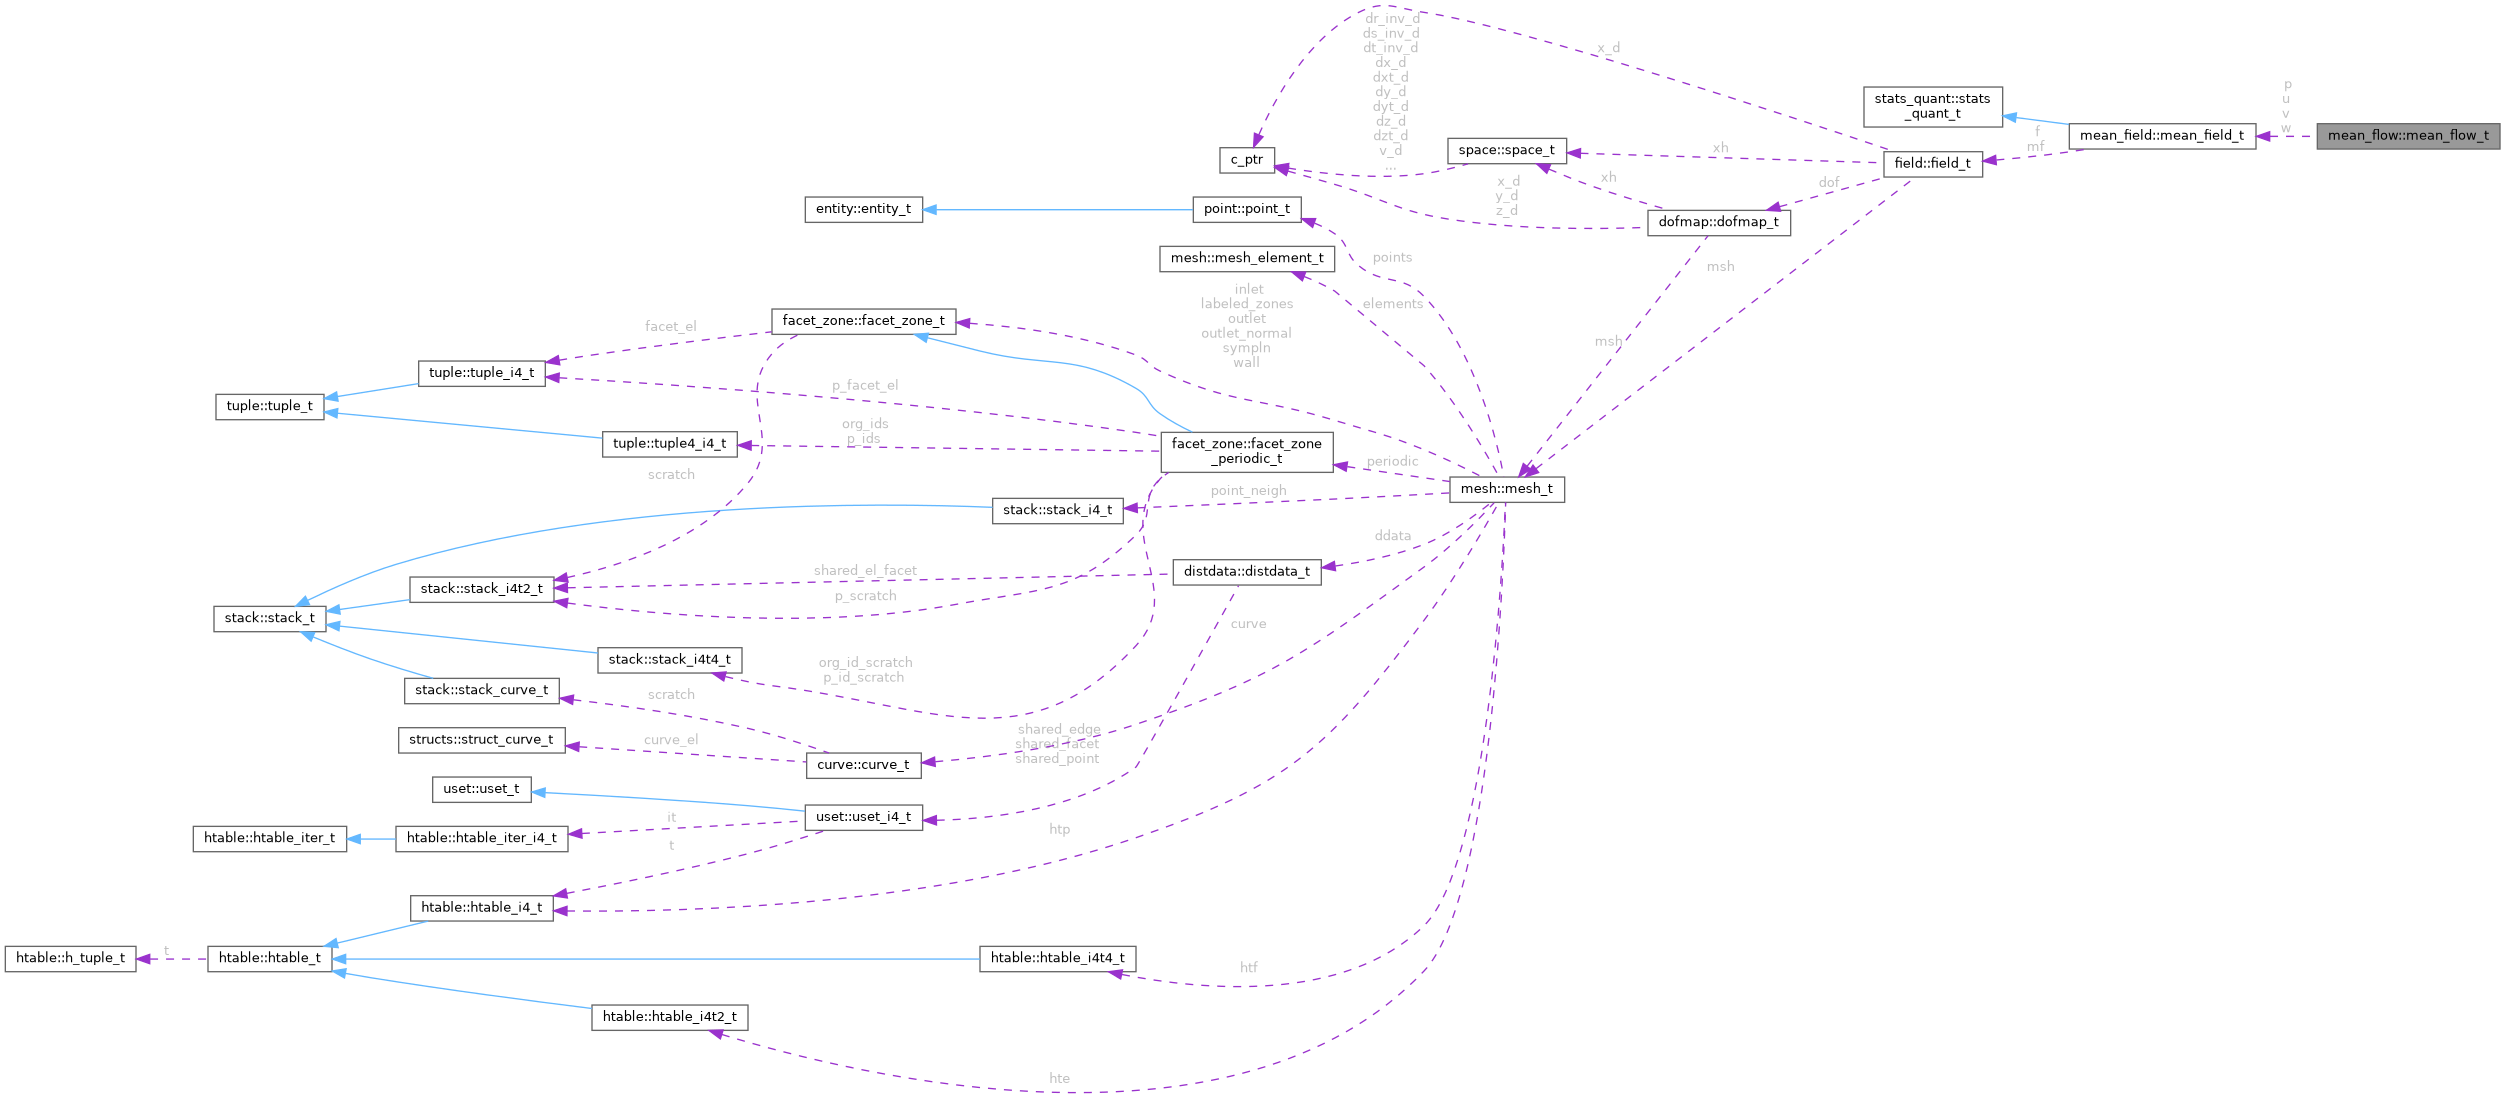 dr_inv_d
ds_inv_d
dt_inv_d
dx_d
dxt_d
dy_d
dyt_d
dz_d
dzt_d
v_d
...
x_d
stats_quant::stats
_quant_t
p
u
v
w
mean_field::mean_field_t
mean_flow::mean_flow_t
f
mf
space::space_t
xh
field::field_t
c_ptr
xh
dof
x_d
y_d
z_d
dofmap::dofmap_t
entity::entity_t
point::point_t
mesh::mesh_element_t
points
msh
inlet
labeled_zones
outlet
outlet_normal
sympln
wall
elements
facet_zone::facet_zone_t
facet_el
msh
tuple::tuple_i4_t
p_facet_el
tuple::tuple_t
org_ids
p_ids
tuple::tuple4_i4_t
facet_zone::facet_zone
_periodic_t
periodic
scratch
mesh::mesh_t
point_neigh
stack::stack_i4_t
ddata
shared_el_facet
distdata::distdata_t
stack::stack_i4t2_t
p_scratch
stack::stack_t
curve
stack::stack_i4t4_t
org_id_scratch
p_id_scratch
stack::stack_curve_t
scratch
structs::struct_curve_t
curve_el
shared_edge
shared_facet
shared_point
curve::curve_t
uset::uset_t
uset::uset_i4_t
it
htable::htable_iter_t
htable::htable_iter_i4_t
t
htp
htable::htable_i4_t
htable::h_tuple_t
t
htable::htable_t
htable::htable_i4t4_t
htf
htable::htable_i4t2_t
hte